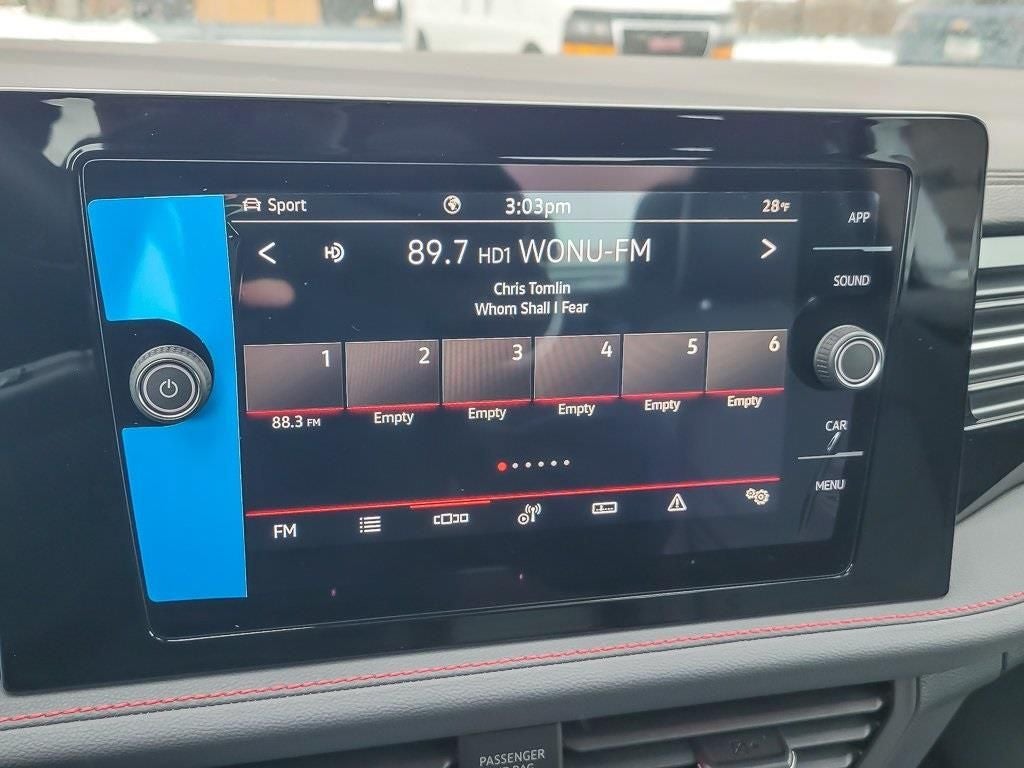 Sport 3:03pm 28°F
APP
89.7 HD1 WONU-FM
SOUND
Chris Tomlin
Whom Shall I Fear
1 2 3 4 5 6
88.3 FM Empty Empty Empty Empty Empty
CAR
MENU
FM
PASSENGER